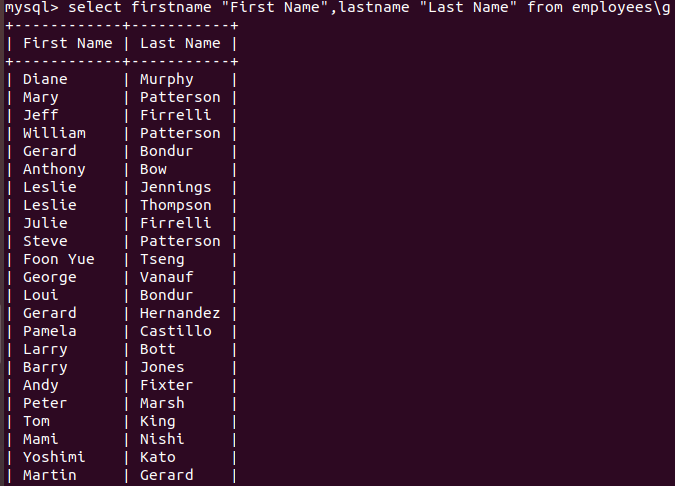 mysql> select firstname "First Name",lastname "Last Name" from employees\g
+------------+-----------+
| First Name | Last Name |
+------------+-----------+
| Diane      | Murphy    |
| Mary       | Patterson |
| Jeff       | Firrelli  |
| William    | Patterson |
| Gerard     | Bondur    |
| Anthony    | Bow       |
| Leslie     | Jennings  |
| Leslie     | Thompson  |
| Julie      | Firrelli  |
| Steve      | Patterson |
| Foon Yue   | Tseng     |
| George     | Vanauf    |
| Loui       | Bondur    |
| Gerard     | Hernandez |
| Pamela     | Castillo  |
| Larry      | Bott      |
| Barry      | Jones     |
| Andy       | Fixter    |
| Peter      | Marsh     |
| Tom        | King      |
| Mami       | Nishi     |
| Yoshimi    | Kato      |
| Martin     | Gerard    |